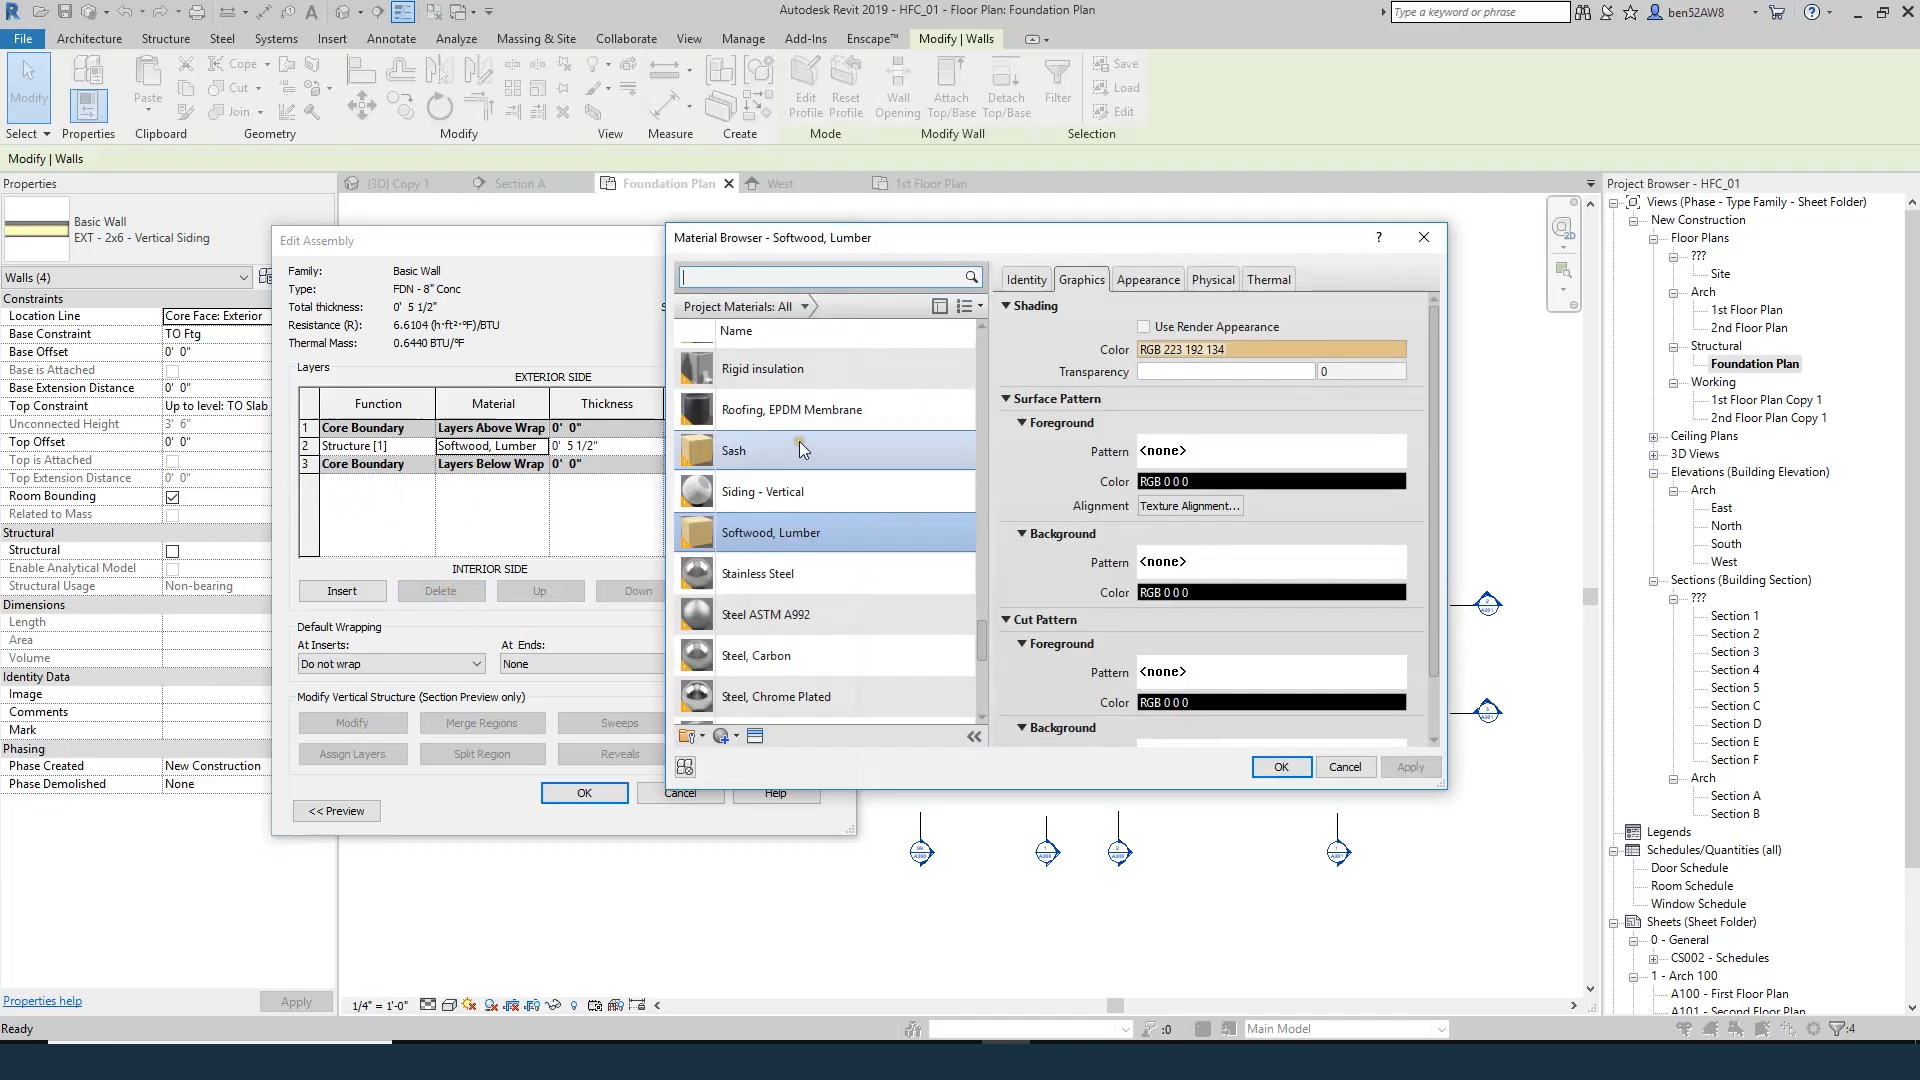 Autodesk Revit 2019 - HFC_01 - Floor Plan: Foundation Plan
Type a keyword or phrase
ben52AW8
File Architecture Structure Steel Systems Insert Annotate Analyze Massing & Site Collaborate View Manage Add-Ins Enscape™ Modify | Walls
Modify
Paste
Cope
Cut
Join
Edit Profile
Reset Profile
Wall Opening
Attach Top/Base
Detach Top/Base
Filter
Save
Load
Edit
Select Properties Clipboard Geometry Modify View Measure Create Mode Modify Wall Selection
Modify | Walls
Properties
Basic Wall
EXT - 2x6 - Vertical Siding
Walls (4)
Constraints
Location Line Core Face: Exterior
Base Constraint TO Ftg
Base Offset 0' 0"
Base is Attached
Base Extension Distance 0' 0"
Top Constraint Up to level: TO Slab
Unconnected Height 3' 6"
Top Offset 0' 0"
Top is Attached
Top Extension Distance 0' 0"
Room Bounding
Related to Mass
Structural
Structural
Enable Analytical Model
Structural Usage Non-bearing
Dimensions
Length
Area
Volume
Identity Data
Image
Comments
Mark
Phasing
Phase Created New Construction
Phase Demolished None
Properties help
Apply
{3D} Copy 1
Section A
Foundation Plan
West
1st Floor Plan
Edit Assembly
Family: Basic Wall
Type: FDN - 8" Conc
Total thickness: 0' 5 1/2"
Resistance (R): 6.6104 (h·ft²·°F)/BTU
Thermal Mass: 0.6440 BTU/°F
Layers
EXTERIOR SIDE
Function Material Thickness
1 Core Boundary Layers Above Wrap 0' 0"
2 Structure [1] Softwood, Lumber 0' 5 1/2"
3 Core Boundary Layers Below Wrap 0' 0"
INTERIOR SIDE
Insert Delete Up Down
Default Wrapping
At Inserts: At Ends:
Do not wrap None
Modify Vertical Structure (Section Preview only)
Modify Merge Regions Sweeps
Assign Layers Split Region Reveals
OK Cancel Help
<< Preview
Material Browser - Softwood, Lumber
?
Project Materials: All
Name
Rigid insulation
Roofing, EPDM Membrane
Sash
Siding - Vertical
Softwood, Lumber
Stainless Steel
Steel ASTM A992
Steel, Carbon
Steel, Chrome Plated
Identity Graphics Appearance Physical Thermal
Shading
Use Render Appearance
Color RGB 223 192 134
Transparency 0
Surface Pattern
Foreground
Pattern <none>
Color RGB 0 0 0
Alignment Texture Alignment...
Background
Pattern <none>
Color RGB 0 0 0
Cut Pattern
Foreground
Pattern <none>
Color RGB 0 0 0
Background
OK Cancel Apply
Project Browser - HFC_01
Views (Phase - Type Family - Sheet Folder)
New Construction
Floor Plans
???
Site
Arch
1st Floor Plan
2nd Floor Plan
Structural
Foundation Plan
Working
1st Floor Plan Copy 1
2nd Floor Plan Copy 1
Ceiling Plans
3D Views
Elevations (Building Elevation)
Arch
East
North
South
West
Sections (Building Section)
???
Section 1
Section 2
Section 3
Section 4
Section 5
Section C
Section D
Section E
Section F
Arch
Section A
Section B
Legends
Schedules/Quantities (all)
Door Schedule
Room Schedule
Window Schedule
Sheets (Sheet Folder)
0 - General
CS002 - Schedules
1 - Arch 100
A100 - First Floor Plan
A101 - Second Floor Plan
1/4" = 1'-0"
Ready
:0
Main Model
:4